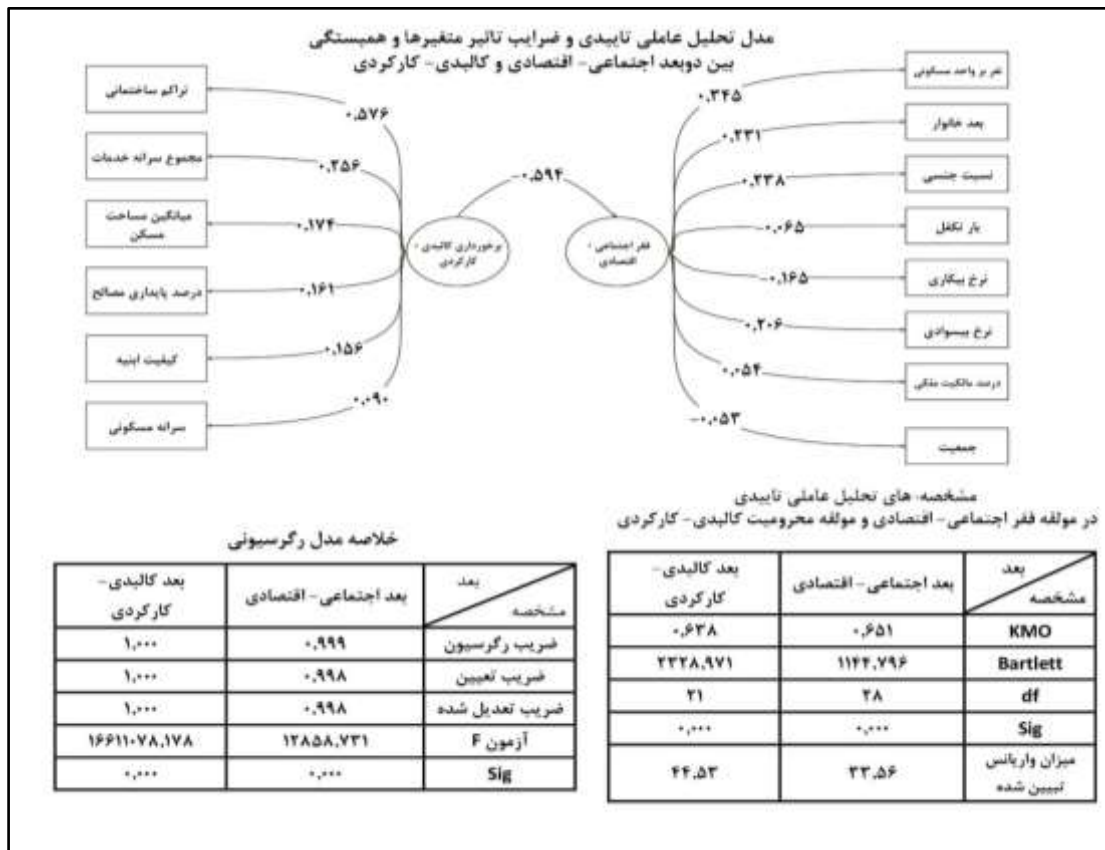 مدل تحلیل عاملی تاییدی و ضرایب تاثیر متغیرها و همبستگی
بین دوبعد اجتماعی- اقتصادی و کالبدی- کارکردی
نفر بر واحد مسکونی
۰,۳۴۵
بعد خانوار
۰,۲۳۱
نسبت جنسی
۰,۲۳۸
بار تکفل
-۰,۰۶۵
نرخ بیکاری
-۰,۱۶۵
نرخ بیسوادی
۰,۲۰۶
درصد مالکیت ملکی
۰,۰۵۴
جمعیت
-۰,۰۵۳
فقر اجتماعی -
اقتصادی
-۰,۵۹۴
برخورداری کالبدی -
کارکردی
تراکم ساختمانی
۰,۵۷۶
مجموع سرانه خدمات
۰,۲۵۶
میانگین مساحت
مسکن
۰,۱۷۴
درصد پایداری مصالح
۰,۱۶۱
کیفیت ابنیه
۰,۱۵۶
سرانه مسکونی
۰,۰۹۰
مشخصه های تحلیل عاملی تاییدی
در مولفه فقر اجتماعی- اقتصادی و مولفه محرومیت کالبدی- کارکردی
بعد
مشخصه
بعد اجتماعی- اقتصادی
بعد کالبدی-
کارکردی
KMO ۰,۶۵۱ ۰,۶۳۸
Bartlett ۱۱۴۴,۷۹۶ ۲۳۲۸,۹۷۱
df ۲۸ ۲۱
Sig ۰,۰۰۰ ۰,۰۰۰
میزان واریانس
تبیین شده
۳۳,۵۶ ۴۴,۵۳
خلاصه مدل رگرسیونی
بعد
مشخصه
بعد اجتماعی- اقتصادی
بعد کالبدی-
کارکردی
ضریب رگرسیون ۰,۹۹۹ ۱,۰۰۰
ضریب تعیین ۰,۹۹۸ ۱,۰۰۰
ضریب تعدیل شده ۰,۹۹۸ ۱,۰۰۰
آزمون F ۱۲۸۵۸,۷۳۱ ۱۶۶۱۱۰۷۸,۱۷۸
Sig ۰,۰۰۰ ۰,۰۰۰